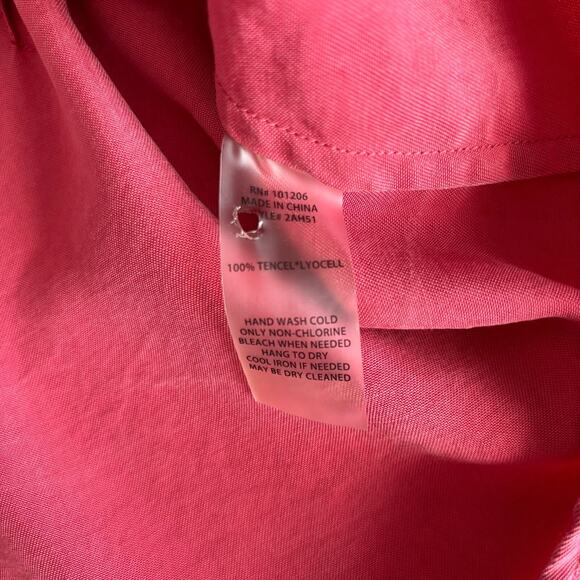 RN# 101206
MADE IN CHINA
STYLE# 2AH51
100% TENCEL*LYOCELL
HAND WASH COLD
ONLY NON-CHLORINE
BLEACH WHEN NEEDED
HANG TO DRY
COOL IRON IF NEEDED
MAY BE DRY CLEANED